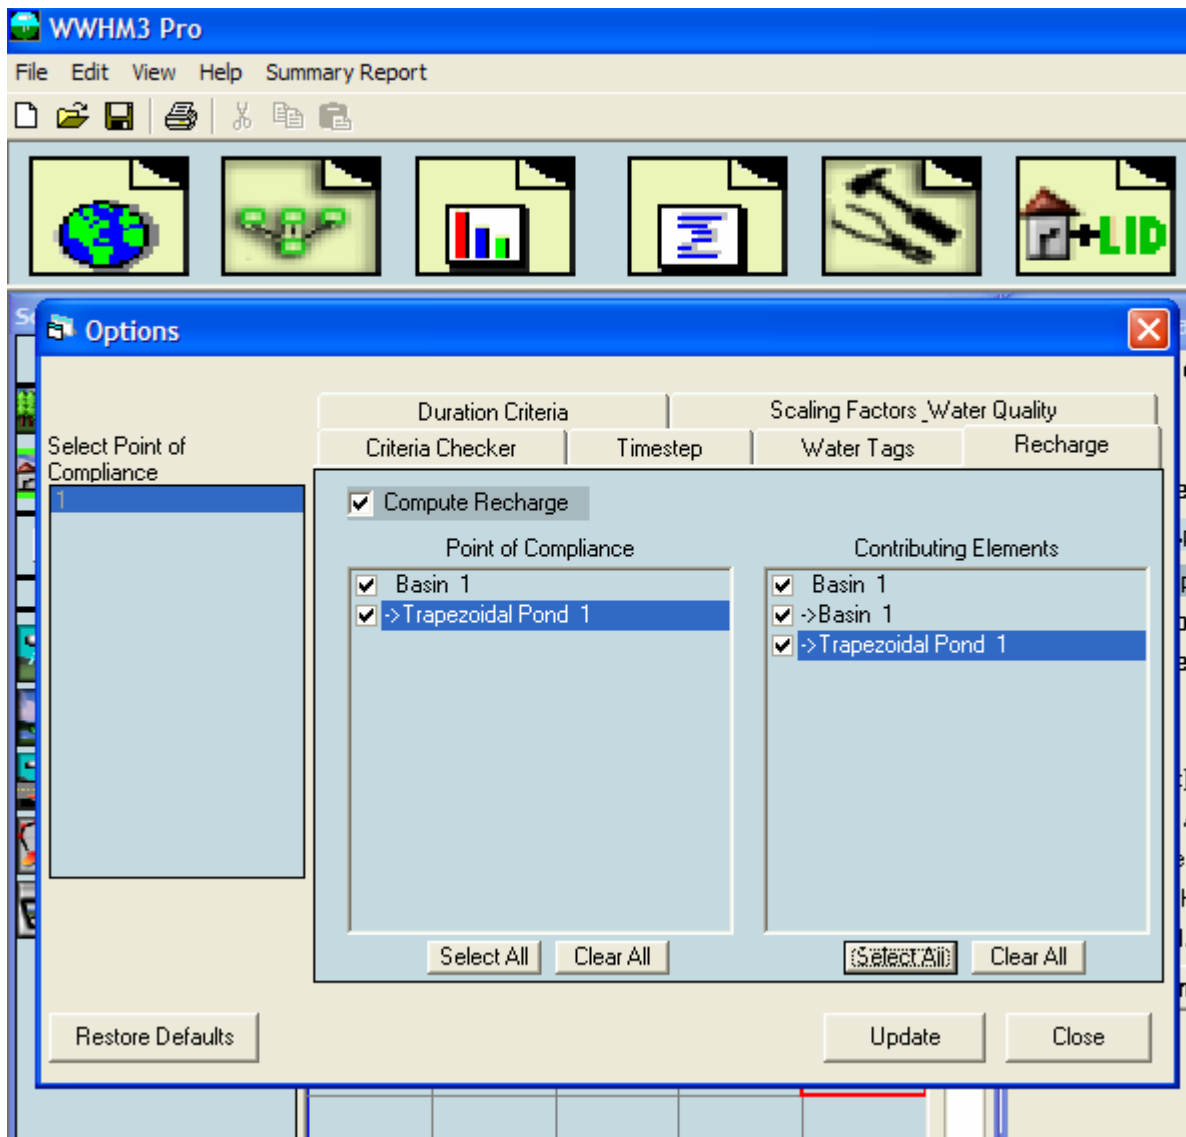 WWHM3 Pro
File Edit View Help Summary Report
LID
Options
Duration Criteria Scaling Factors_Water Quality
Criteria Checker Timestep Water Tags Recharge
Select Point of
Compliance
1
Compute Recharge
Point of Compliance Contributing Elements
Basin 1
->Trapezoidal Pond 1
Basin 1
->Basin 1
->Trapezoidal Pond 1
Select All Clear All Select All Clear All
Restore Defaults Update Close